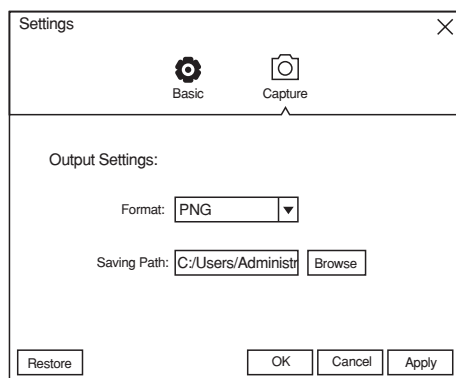 Settings
Basic Capture
Output Settings:
Format: PNG
Saving Path: C:/Users/Administr Browse
Restore OK Cancel Apply